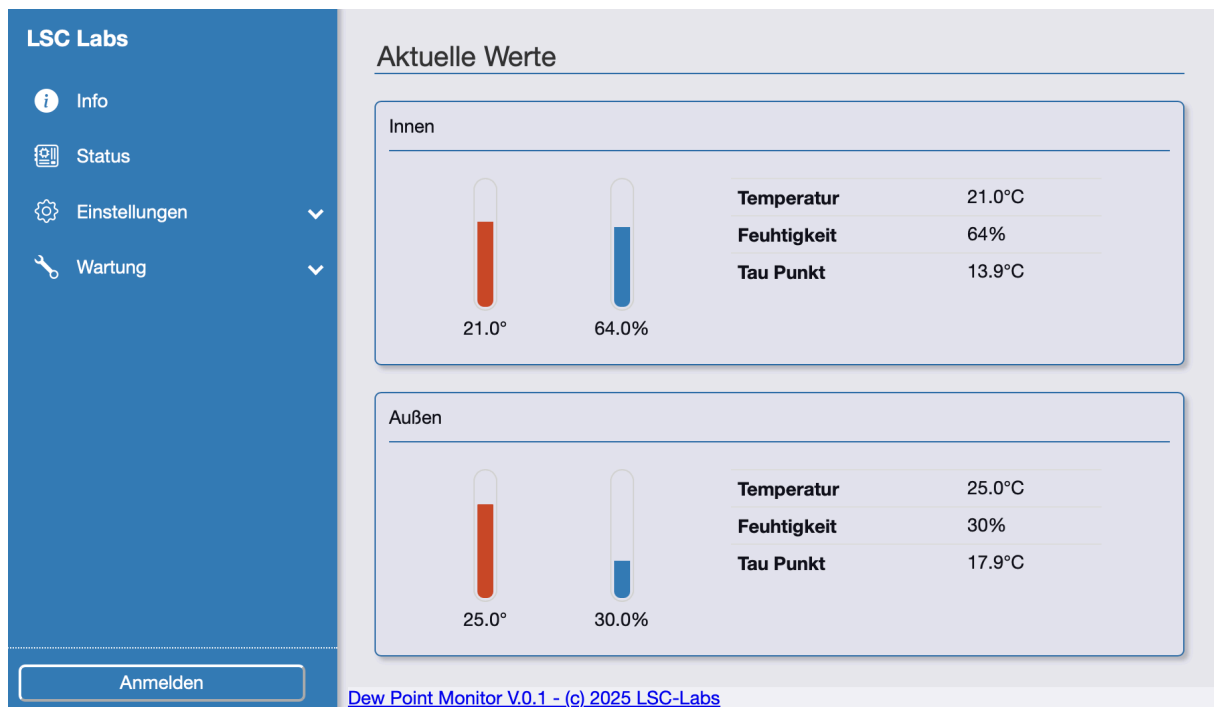 LSC Labs
Info
Status
Einstellungen
Wartung
Anmelden
Aktuelle Werte
Innen
21.0°
64.0%
Temperatur 21.0°C
Feuhtigkeit 64%
Tau Punkt 13.9°C
Außen
25.0°
30.0%
Temperatur 25.0°C
Feuhtigkeit 30%
Tau Punkt 17.9°C
Dew Point Monitor V.0.1 - (c) 2025 LSC-Labs